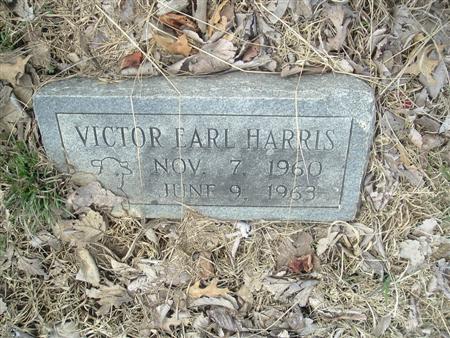 VICTOR EARL HARRIS
NOV. 7, 1960
JUNE 9, 1963